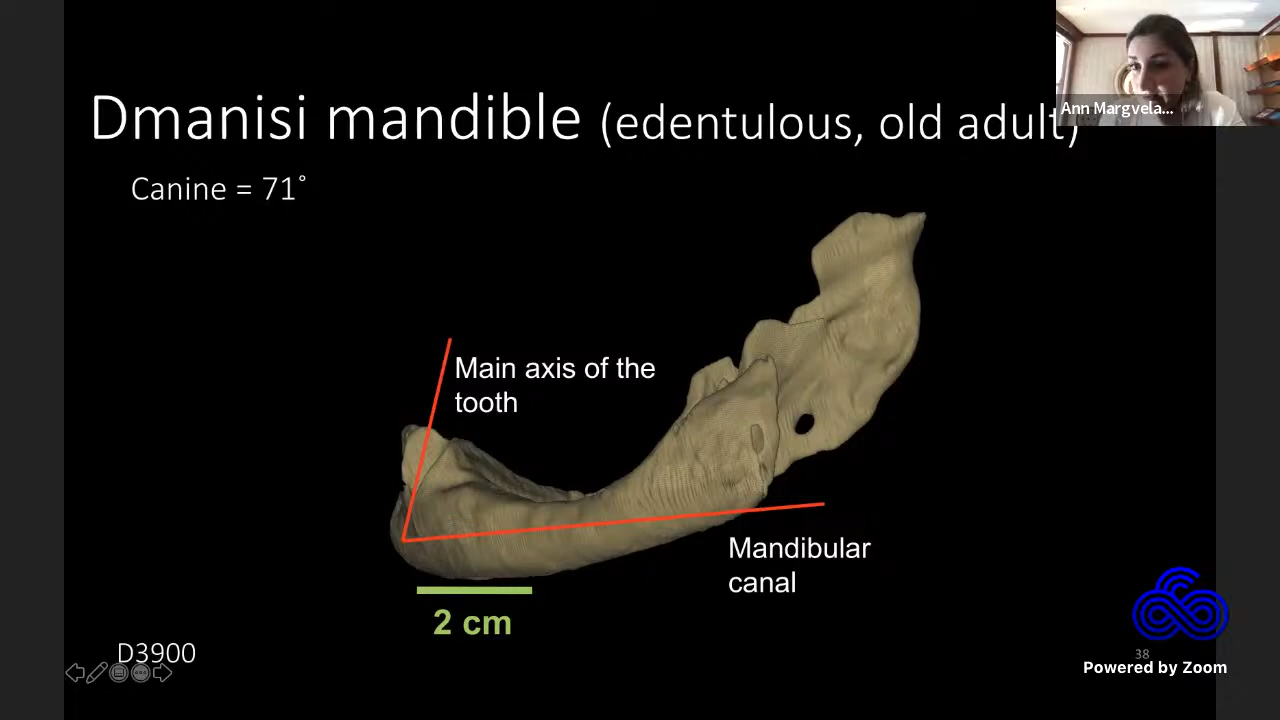 Ann Margvela...
Dmanisi mandible (edentulous, old adult)
Canine = 71°
Main axis of the
tooth
Mandibular
canal
2 cm
D3900
38
Powered by Zoom